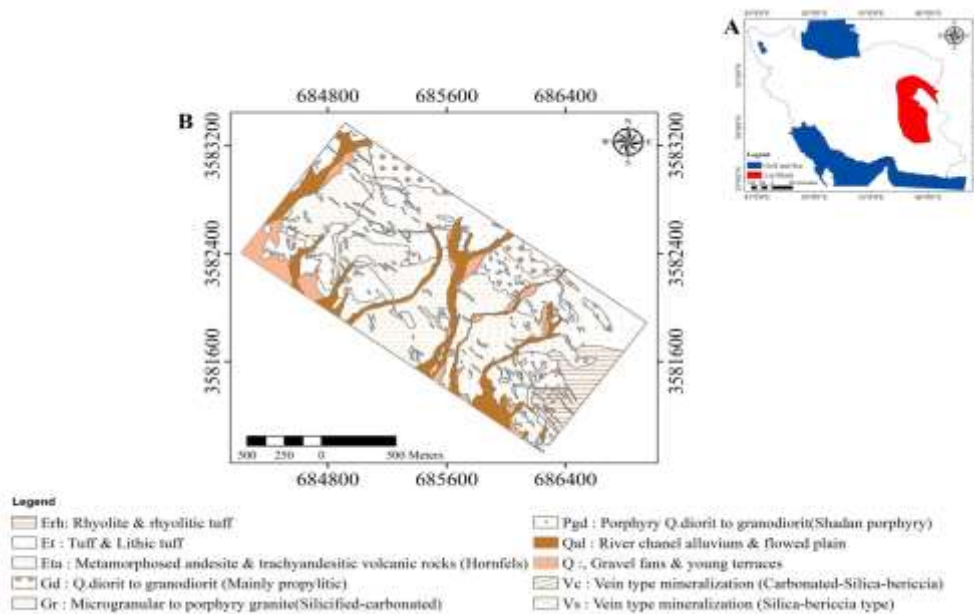 A
Legend
B
684800 685600 686400
3583200
3583200
3582400
3582400
3581600
3581600
500 250 0 500 Meters
684800 685600 686400
Legend
Erh: Rhyolite & rhyolitic tuff
Et : Tuff & Lithic tuff
Eta : Metamorphosed andesite & trachyandesitic volcanic rocks (Hornfels)
Gd : Q.diorit to granodiorit (Mainly propylitic)
Gr : Microgranular to porphy granite(Silicified-carbonated)
Pgd : Porphyry Q.diorit to granodiorit(Shadan porphyry)
Qal : River chanel alluvium & flowed plain
Q :, Gravel fans & young terraces
Vc : Vein type mineralization (Carbonated-Silica-bericcia)
Vs : Vein type mineralization (Silica-bericcia type)